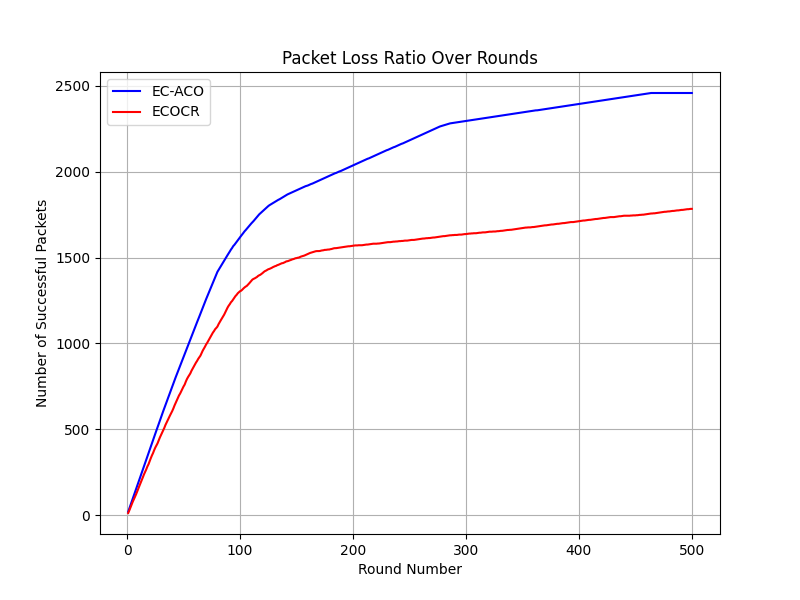 Packet Loss Ratio Over Rounds
EC-ACO
ECOCR
Number of Successful Packets
2500
2000
1500
1000
500
0
0 100 200 300 400 500
Round Number